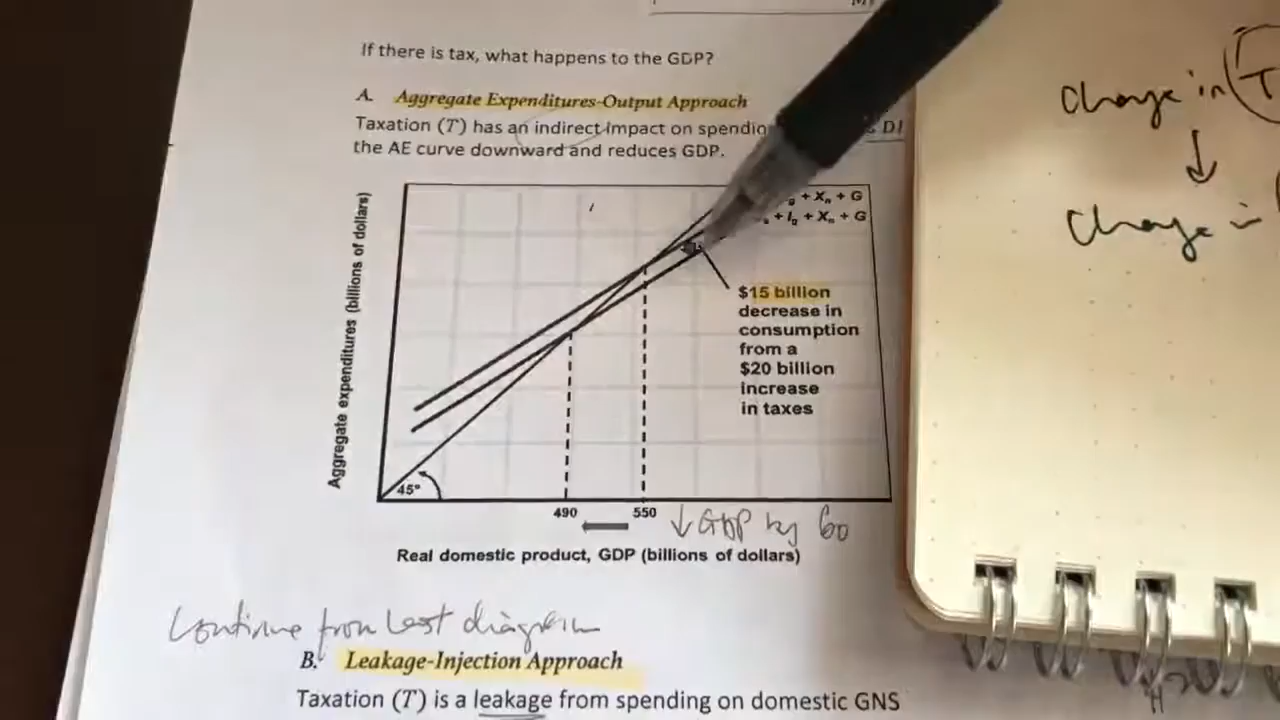 If there is tax, what happens to the GDP?
A. Aggregate Expenditures-Output Approach
Taxation (T) has an indirect impact on DI
the AE curve downward and reduces GDP.
+ Xn + G
+ Ig + Xn + G
Aggregate expenditures (billions of dollars)
$15 billion
decrease in
consumption
from a
$20 billion
increase
in taxes
45°
490 550 ↓ GDP by 60
Real domestic product, GDP (billions of dollars)
Continue from last diagram
B. Leakage-Injection Approach
Taxation (T) is a leakage from spending on domestic GNS
Change in T
↓
Change in